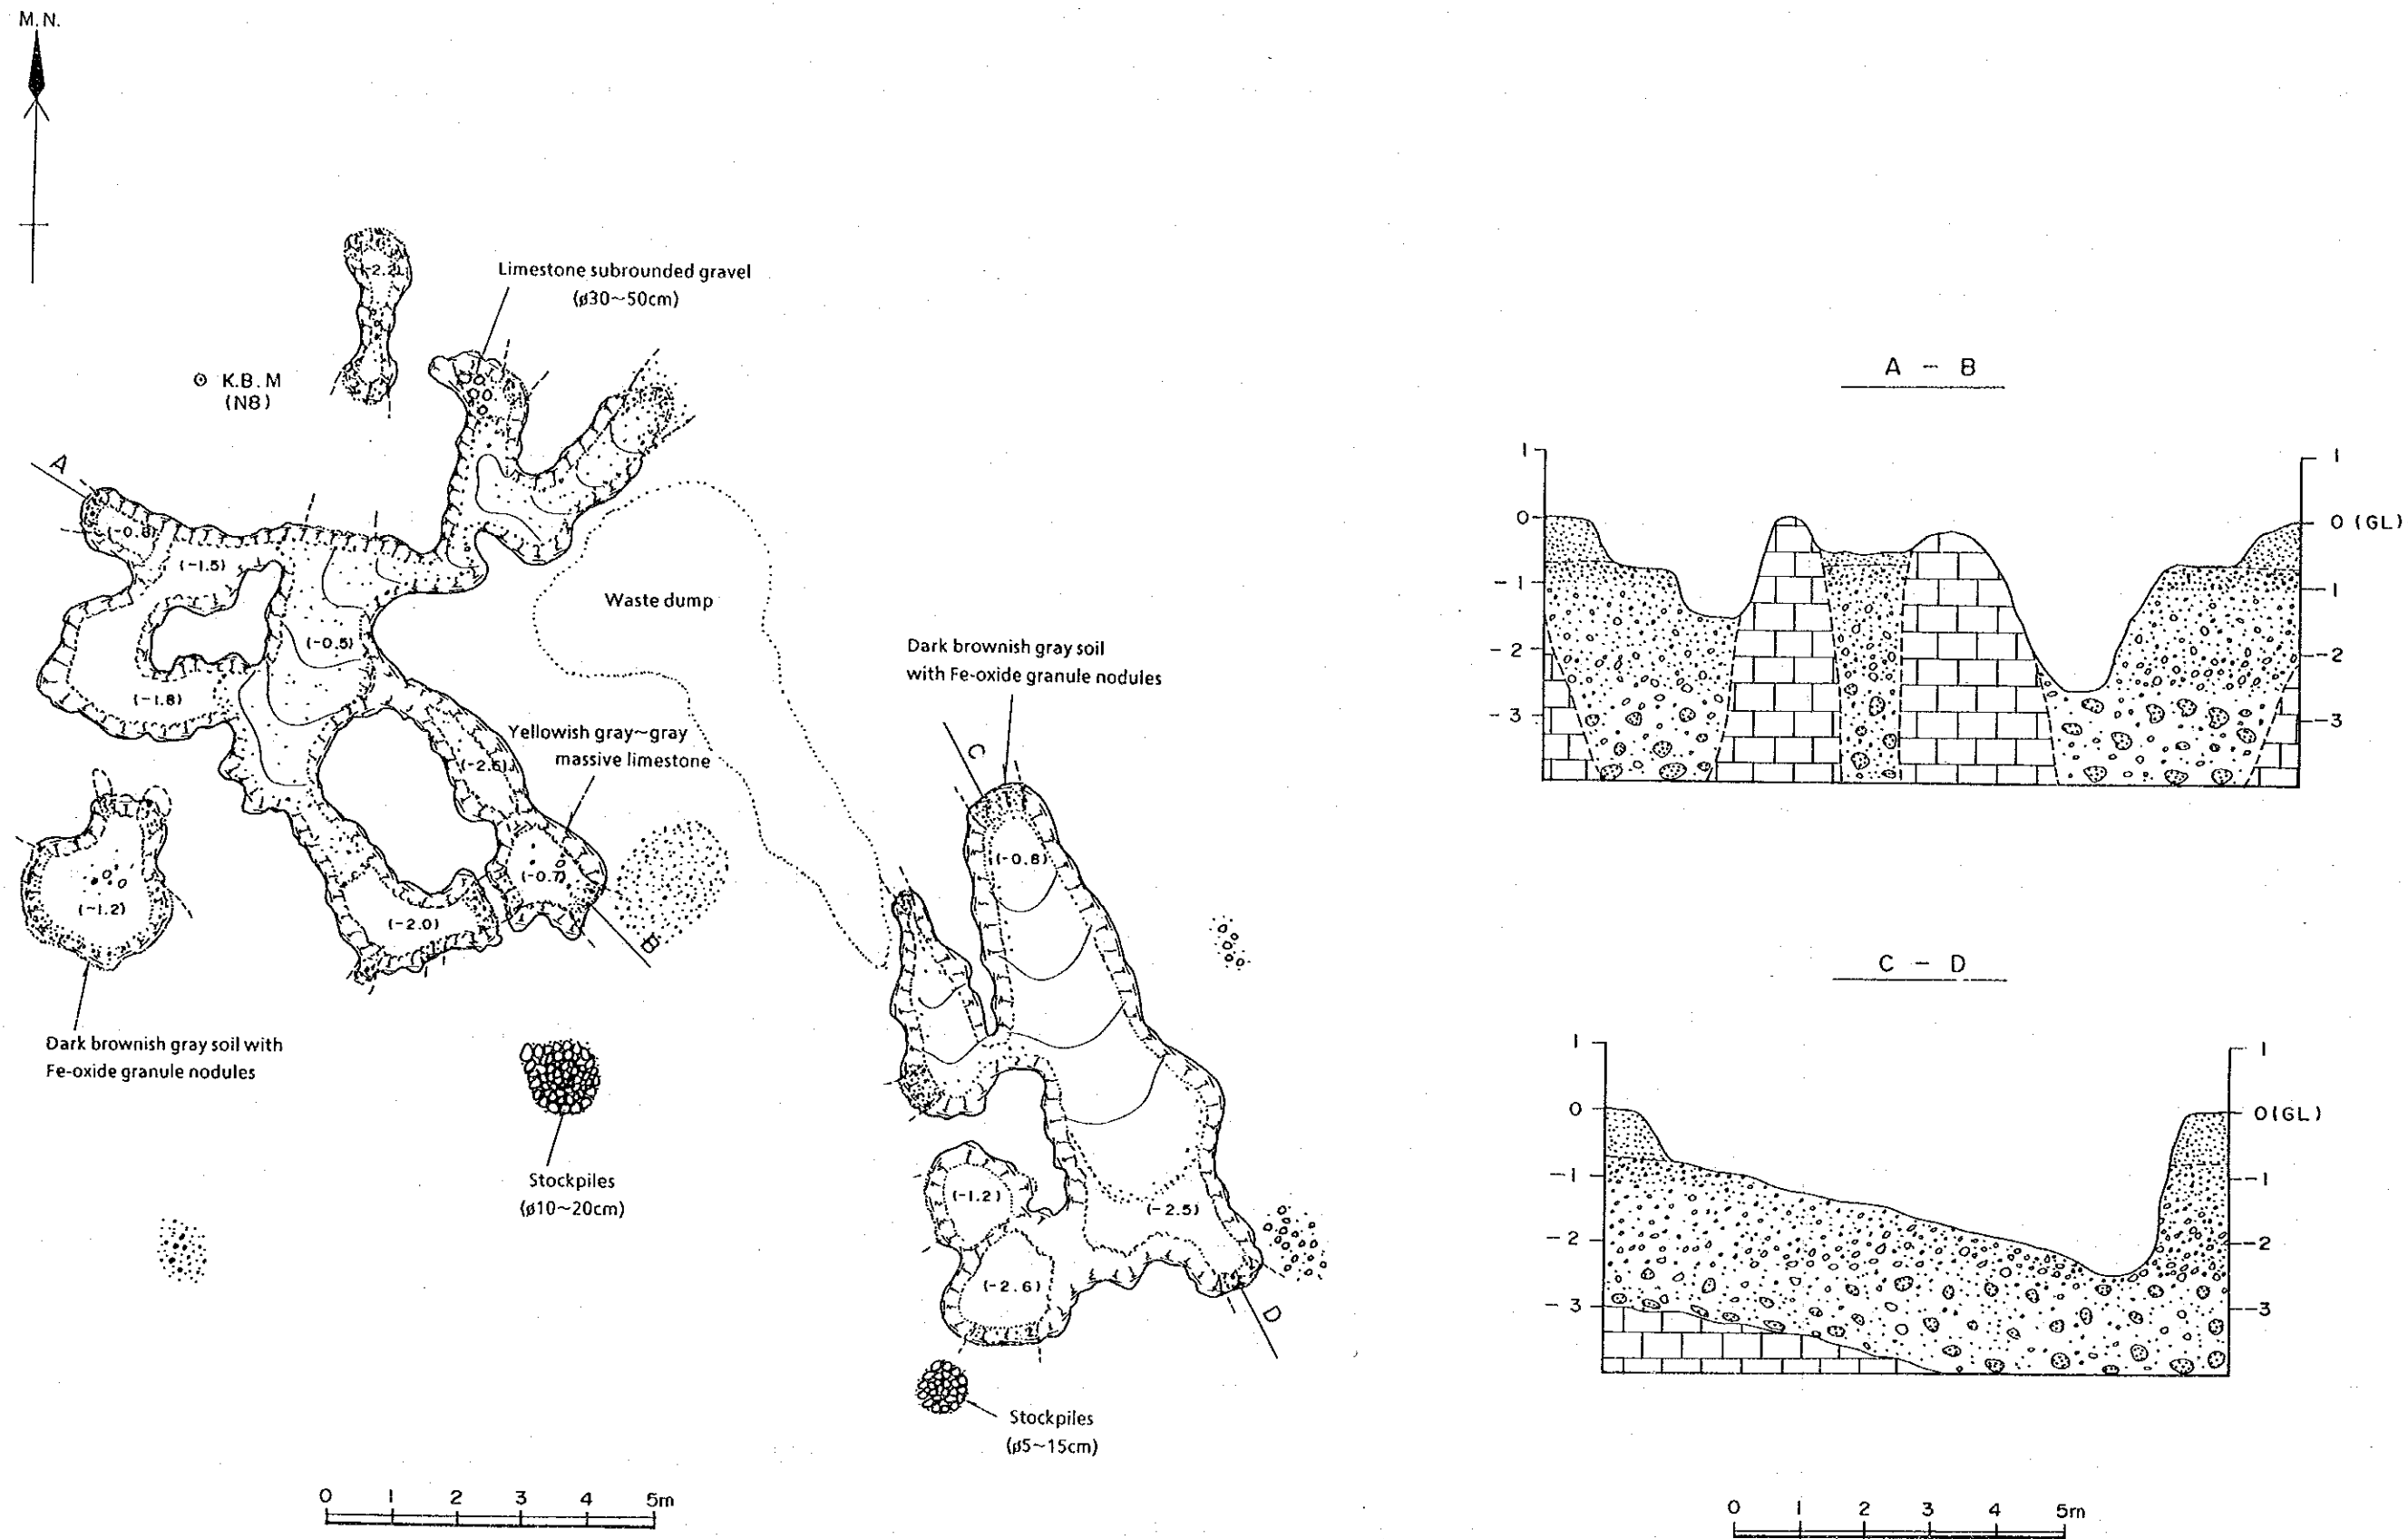 M.N.
(-2.2)
Limestone subrounded gravel
(ø30~50cm)
K.B.M
(N8)
A
(-0.8)
(-1.5)
(-0.5)
(-1.8)
Waste dump
Yellowish gray~gray
massive limestone
(-2.6)
(-0.7)
B
(-1.2)
(-2.0)
Dark brownish gray soil with
Fe-oxide granule nodules
Stockpiles
(ø10~20cm)
Dark brownish gray soil
with Fe-oxide granule nodules
C
(-0.8)
(-1.2)
(-2.5)
(-2.6)
D
Stockpiles
(ø5~15cm)
0 1 2 3 4 5m
A - B
1 1
0 0 (GL)
-1 -1
-2 -2
-3 -3
C - D
1 1
0 0(GL)
-1 -1
-2 -2
-3 -3
0 1 2 3 4 5m